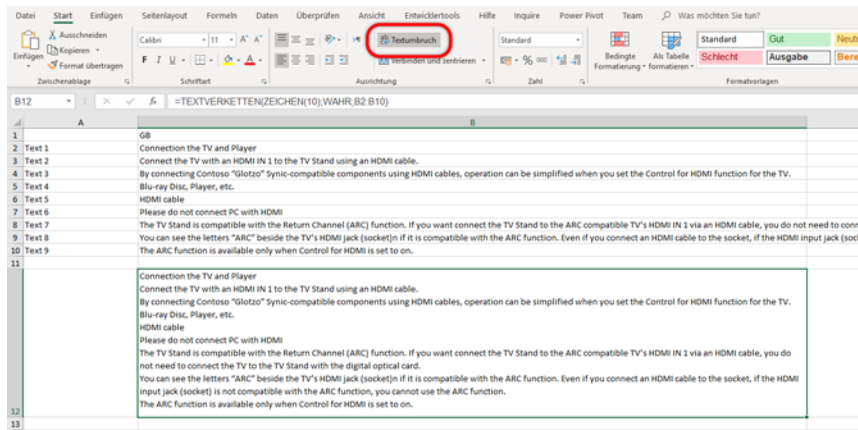 Datei Start Einfügen Seitenlayout Formeln Daten Überprüfen Ansicht Entwicklertools Hilfe Inquire Power Pivot Team Was möchten Sie tun?
Einfügen
Ausschneiden
Kopieren
Format übertragen
Zwischenablage
Calibri 11 A A
F K U A
Schriftart
Textumbruch
Verbinden und zentrieren
Ausrichtung
Standard
% 000
Zahl
Bedingte Formatierung
Als Tabelle formatieren
Standard Gut Neutr
Schlecht Ausgabe Bere
Formatvorlagen
B12 fx =TEXTVERKETTEN(ZEICHEN(10);WAHR;B2:B10)
A B
1 GB
2 Text 1 Connection the TV and Player
3 Text 2 Connect the TV with an HDMI IN 1 to the TV Stand using an HDMI cable.
4 Text 3 By connecting Contoso "Glotzo" Synic-compatible components using HDMI cables, operation can be simplified when you set the Control for HDMI function for the TV.
5 Text 4 Blu-ray Disc, Player, etc.
6 Text 5 HDMI cable
7 Text 6 Please do not connect PC with HDMI
8 Text 7 The TV Stand is compatible with the Return Channel (ARC) function. If you want connect the TV Stand to the ARC compatible TV's HDMI IN 1 via an HDMI cable, you do not need to conn
9 Text 8 You can see the letters "ARC" beside the TV's HDMI jack (socket)n if it is compatible with the ARC function. Even if you connect an HDMI cable to the socket, if the HDMI input jack (soc
10 Text 9 The ARC function is available only when Control for HDMI is set to on.
11
Connection the TV and Player
Connect the TV with an HDMI IN 1 to the TV Stand using an HDMI cable.
By connecting Contoso "Glotzo" Synic-compatible components using HDMI cables, operation can be simplified when you set the Control for HDMI function for the TV.
Blu-ray Disc, Player, etc.
HDMI cable
Please do not connect PC with HDMI
The TV Stand is compatible with the Return Channel (ARC) function. If you want connect the TV Stand to the ARC compatible TV's HDMI IN 1 via an HDMI cable, you do
not need to connect the TV to the TV Stand with the digital optical card.
You can see the letters "ARC" beside the TV's HDMI jack (socket)n if it is compatible with the ARC function. Even if you connect an HDMI cable to the socket, if the HDMI
input jack (socket) is not compatible with the ARC function, you cannot use the ARC function.
12 The ARC function is available only when Control for HDMI is set to on.
13